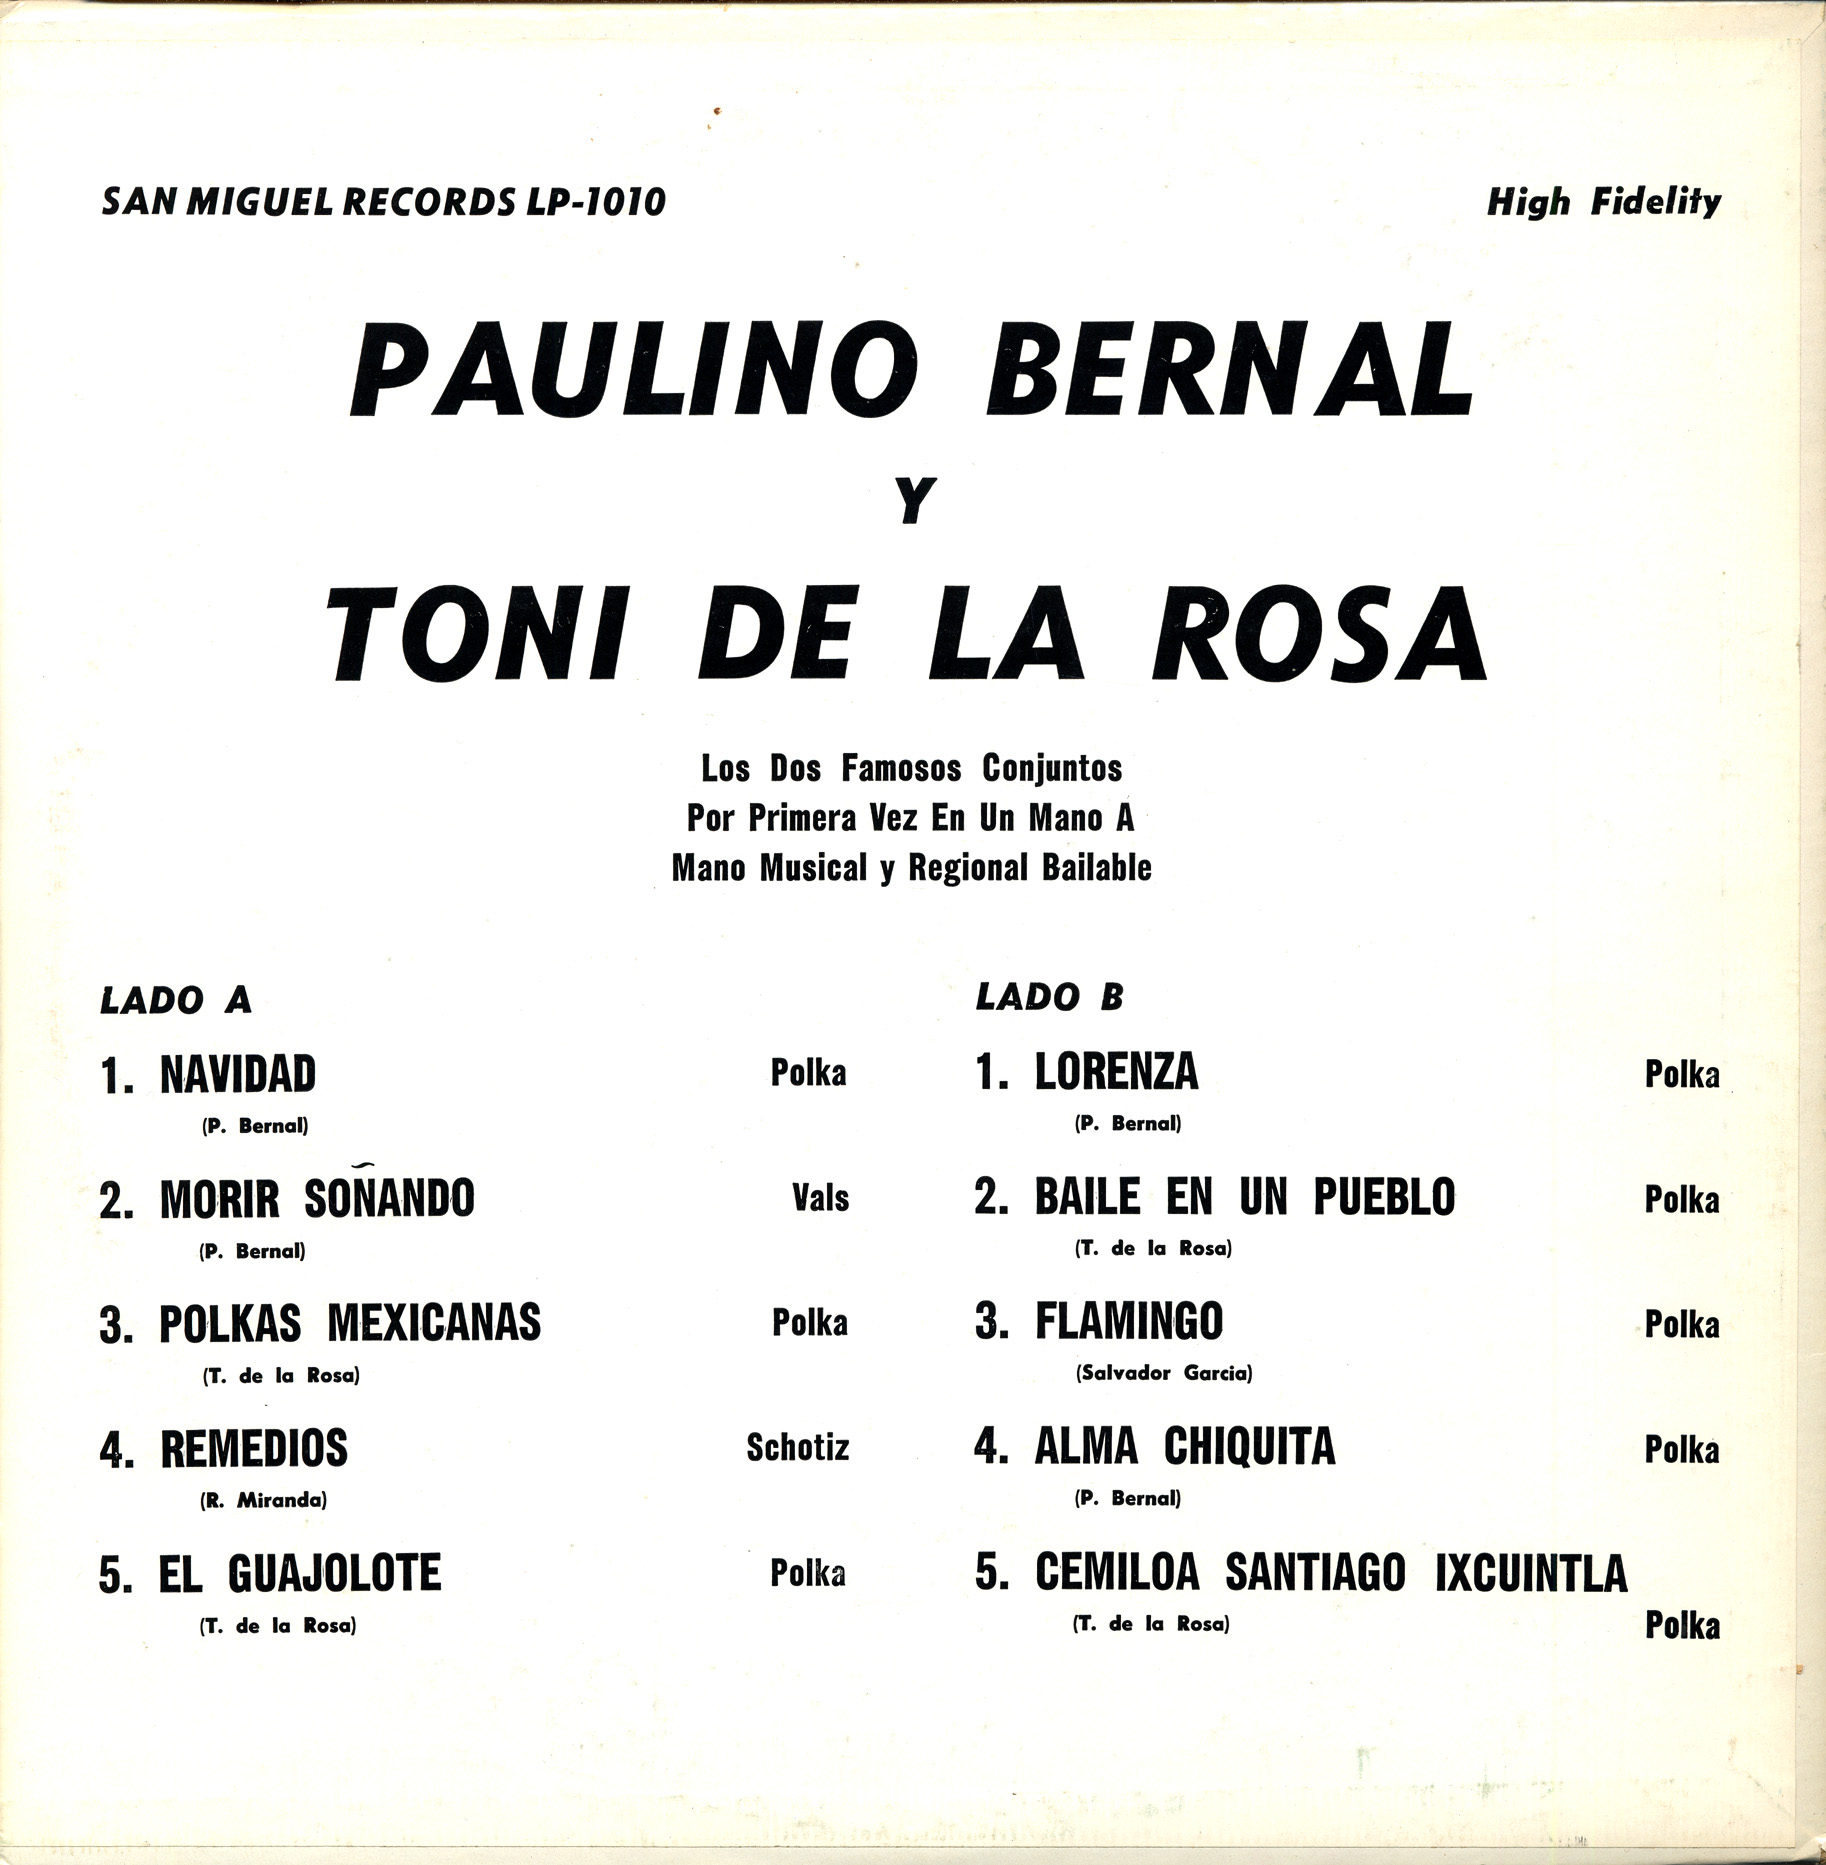 SAN MIGUEL RECORDS LP-1010
High Fidelity
PAULINO BERNAL
Y
TONI DE LA ROSA
Los Dos Famosos Conjuntos
Por Primera Vez En Un Mano A
Mano Musical y Regional Bailable
LADO A
1. NAVIDAD Polka
(P. Bernal)
2. MORIR SOÑANDO Vals
(P. Bernal)
3. POLKAS MEXICANAS Polka
(T. de la Rosa)
4. REMEDIOS Schotiz
(R. Miranda)
5. EL GUAJOLOTE Polka
(T. de la Rosa)
LADO B
1. LORENZA Polka
(P. Bernal)
2. BAILE EN UN PUEBLO Polka
(T. de la Rosa)
3. FLAMINGO Polka
(Salvador Garcia)
4. ALMA CHIQUITA Polka
(P. Bernal)
5. CEMILOA SANTIAGO IXCUINTLA
(T. de la Rosa) Polka